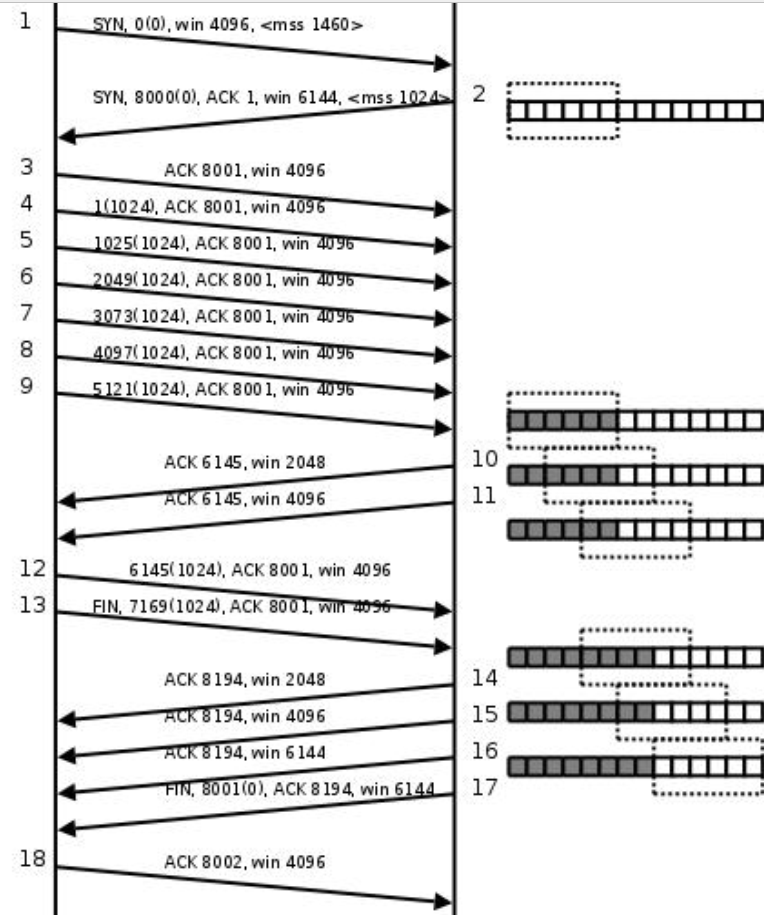 1 SYN, 0(0), win 4096, <mss 1460>
SYN, 8000(0), ACK 1, win 6144, <mss 1024> 2
3 ACK 8001, win 4096
4 1(1024), ACK 8001, win 4096
5 1025(1024), ACK 8001, win 4096
6 2049(1024), ACK 8001, win 4096
7 3073(1024), ACK 8001, win 4096
8 4097(1024), ACK 8001, win 4096
9 5121(1024), ACK 8001, win 4096
ACK 6145, win 2048 10
ACK 6145, win 4096 11
12 6145(1024), ACK 8001, win 4096
13 FIN, 7169(1024), ACK 8001, win 4096
ACK 8194, win 2048 14
ACK 8194, win 4096 15
ACK 8194, win 6144 16
FIN, 8001(0), ACK 8194, win 6144 17
18 ACK 8002, win 4096